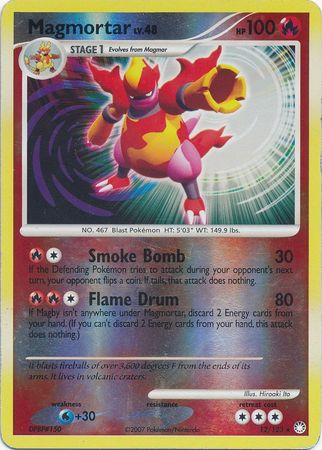 Magmortar LV.48 HP 100
STAGE 1 Evolves from Magmar
NO. 467 Blast Pokémon HT: 5'03" WT: 149.9 lbs.
Smoke Bomb 30
If the Defending Pokémon tries to attack during your opponent's next
turn, your opponent flips a coin. If tails, that attack does nothing.
Flame Drum 80
If Magby isn't anywhere under Magmortar, discard 2 Energy cards
from your hand. (If you can't discard 2 Energy cards from your hand, this
attack does nothing.)
It blasts fireballs of over 3,600 degrees F from the ends of its
arms. It lives in volcanic craters.
Illus. Hiroaki Ito
weakness resistance retreat cost
+30
DPBP#150 ©2007 Pokémon/Nintendo 12/123 ★